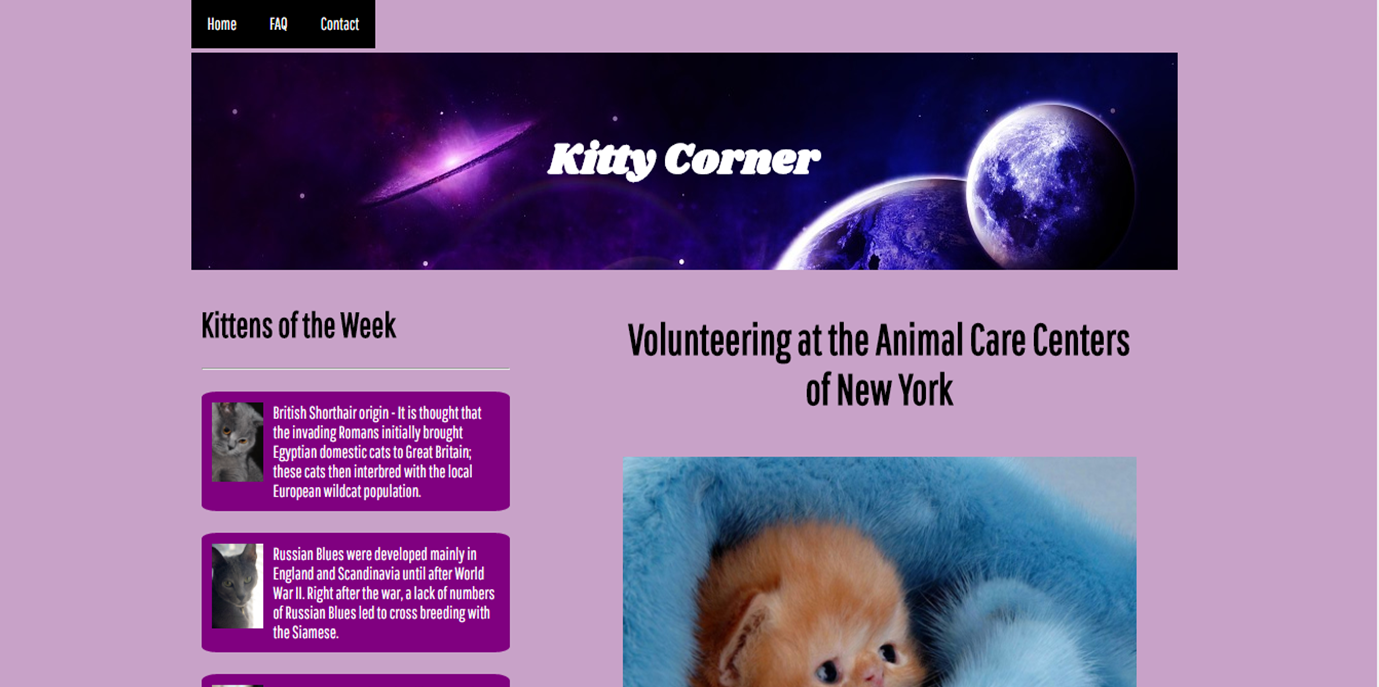 Home FAQ Contact
Kitty Corner
Kittens of the Week
British Shorthair origin - It is thought that
the invading Romans initially brought
Egyptian domestic cats to Great Britain;
these cats then interbred with the local
European wildcat population.
Russian Blues were developed mainly in
England and Scandinavia until after World
War II. Right after the war, a lack of numbers
of Russian Blues led to cross breeding with
the Siamese.
Volunteering at the Animal Care Centers
of New York